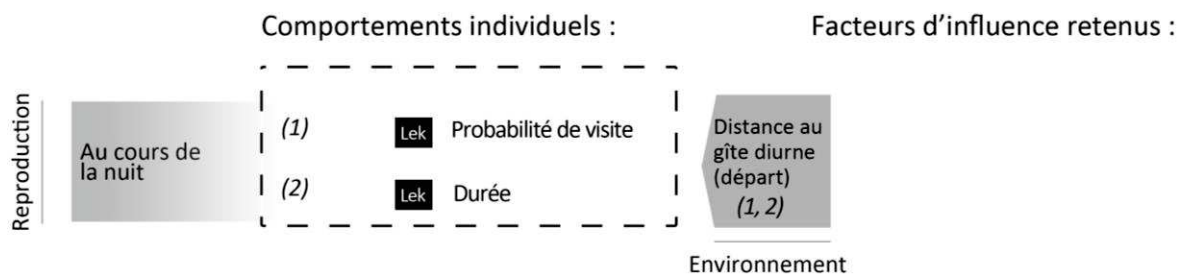 Comportements individuels :
Facteurs d'influence retenus :
Reproduction
Au cours de
la nuit
(1)
Lek
Probabilité de visite
(2)
Lek
Durée
Distance au
gîte diurne
(départ)
(1, 2)
Environnement